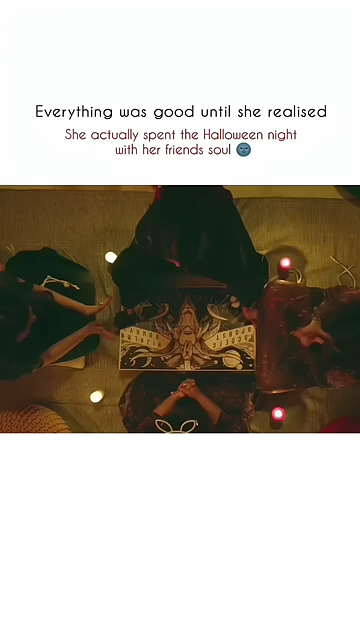 Everything was good until she realised
She actually spent the Halloween night
with her friends soul 🌚